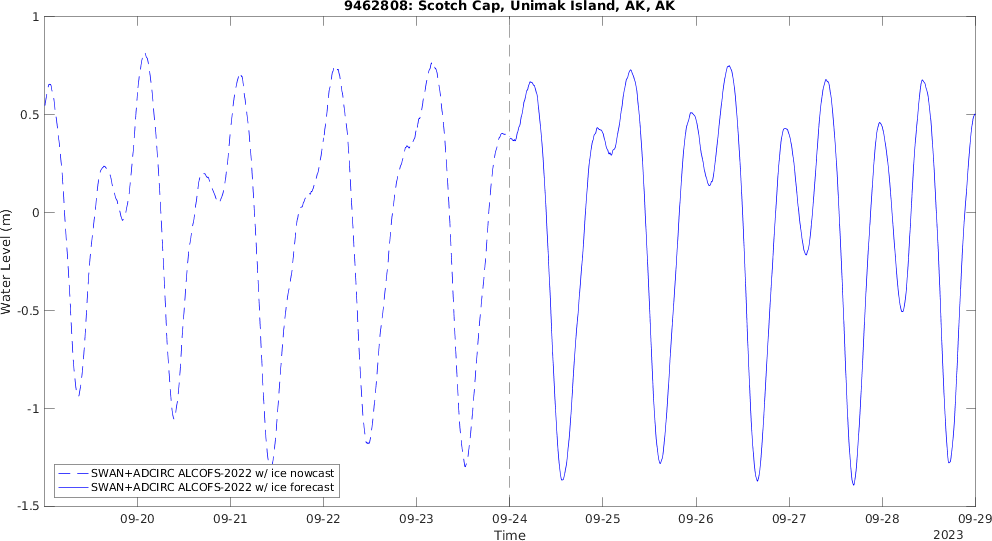 9462808: Scotch Cap, Unimak Island, AK, AK
1
0.5
0
-0.5
-1
-1.5
Water Level (m)
SWAN+ADCIRC ALCOFS-2022 w/ ice nowcast
SWAN+ADCIRC ALCOFS-2022 w/ ice forecast
09-20 09-21 09-22 09-23 09-24 09-25 09-26 09-27 09-28 09-29
Time
2023